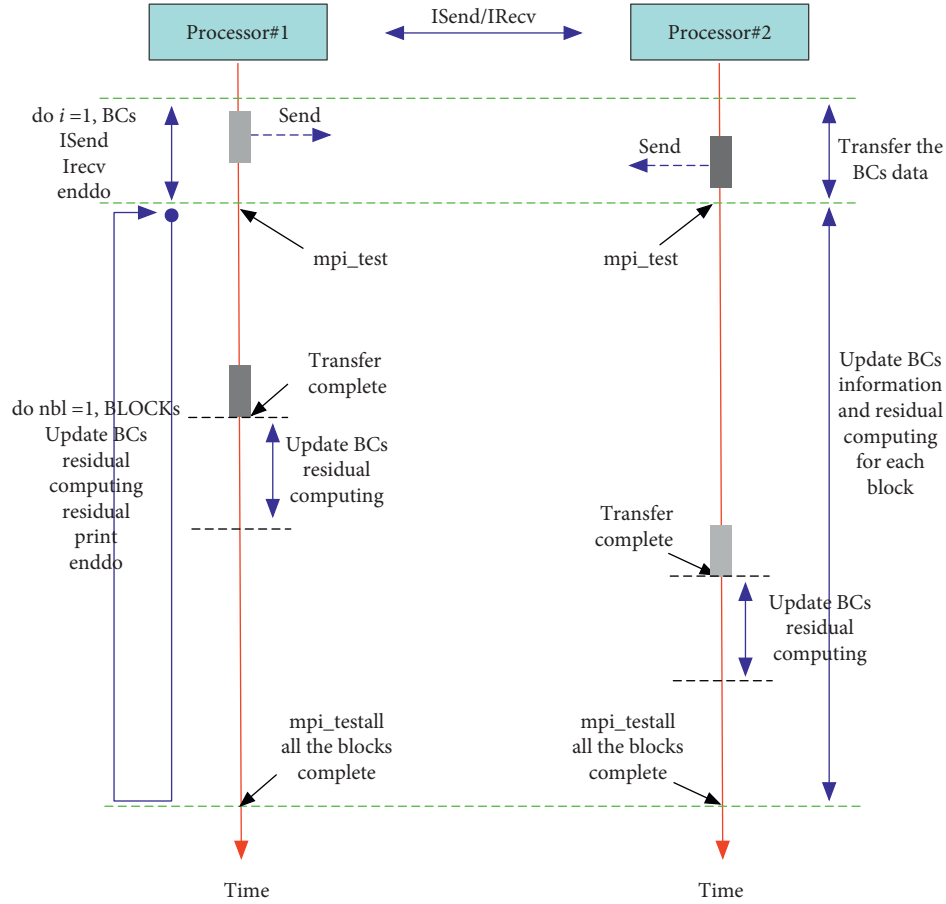 Processor#1
ISend/IRecv
Processor#2
do i =1, BCs
ISend
Irecv
enddo
Send
Send
Transfer the
BCs data
mpi_test
mpi_test
Transfer
complete
do nbl =1, BLOCKs
Update BCs
residual
computing
residual
print
enddo
Update BCs
residual
computing
Update BCs
information
and residual
computing
for each
block
Transfer
complete
Update BCs
residual
computing
mpi_testall
all the blocks
complete
mpi_testall
all the blocks
complete
Time
Time